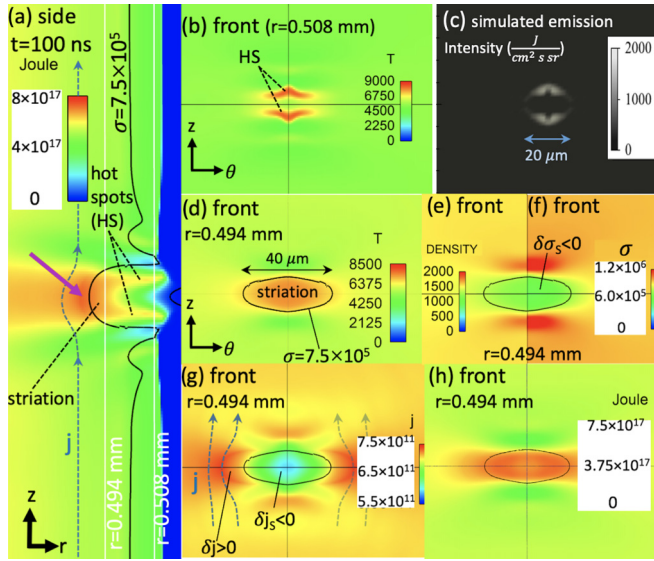 (a) side
t=100 ns
Joule
8×10¹⁷
4×10¹⁷
0
σ=7.5×10⁵
hot
spots
(HS)
striation
j
r=0.494 mm
r=0.508 mm
z
r
(b) front (r=0.508 mm)
HS
T
9000
6750
4500
2250
0
z
θ
(c) simulated emission
Intensity (J/cm² s sr)
2000
1000
0
20 μm
(d) front
r=0.494 mm
40 μm
striation
σ=7.5×10⁵
T
8500
6375
4250
2125
0
z
θ
(e) front
DENSITY
2000
1500
1000
500
0
(f) front
δσₛ<0
σ
1.2×10⁶
6.0×10⁵
0
r=0.494 mm
(g) front
r=0.494 mm
j
7.5×10¹¹
6.5×10¹¹
5.5×10¹¹
j
δjₛ<0
δj>0
(h) front
r=0.494 mm
Joule
7.5×10¹⁷
3.75×10¹⁷
0